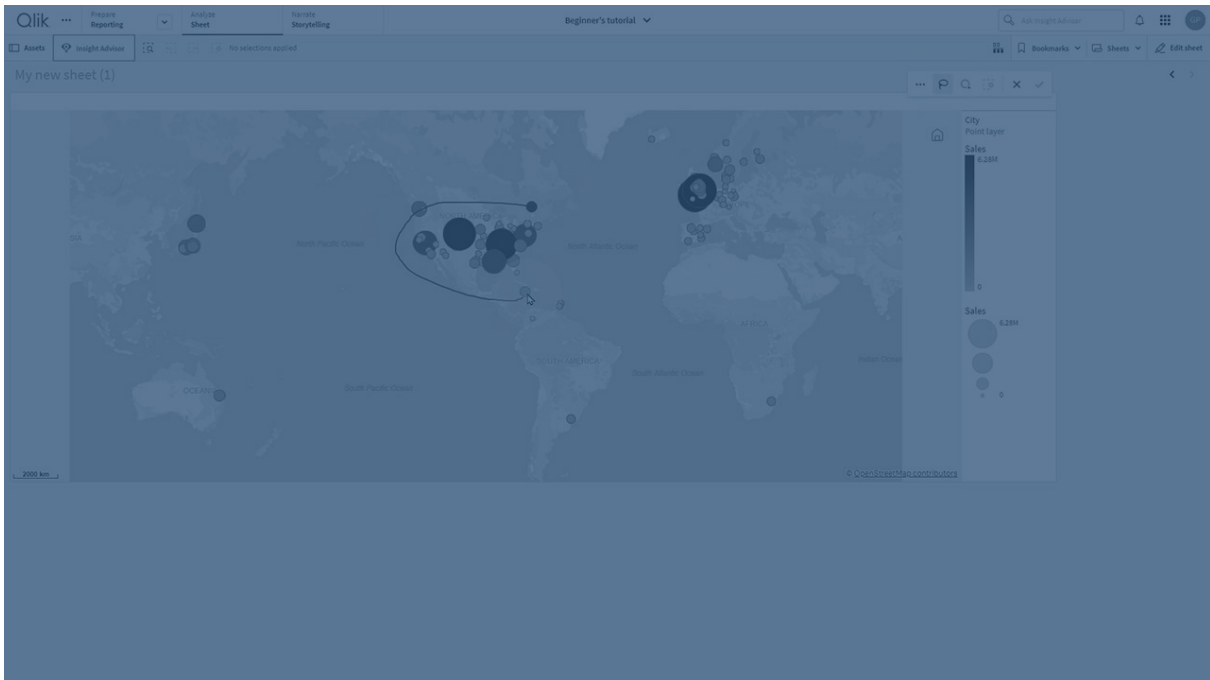 Qlik
Prepare
Reporting
Analyze
Sheet
Narrate
Storytelling
Beginner's tutorial
Ask Insight Advisor
GP
Assets
Insight Advisor
No selections applied
Bookmarks
Sheets
Edit sheet
My new sheet (1)
City
Point layer
Sales
6.28M
0
NORTH AMERICA
North Pacific Ocean
North Atlantic Ocean
AFRICA
SOUTH AMERICA
OCEANIA
South Pacific Ocean
South Atlantic Ocean
Indian Ocean
Sales
6.28M
0
2000 km
© OpenStreetMap contributors